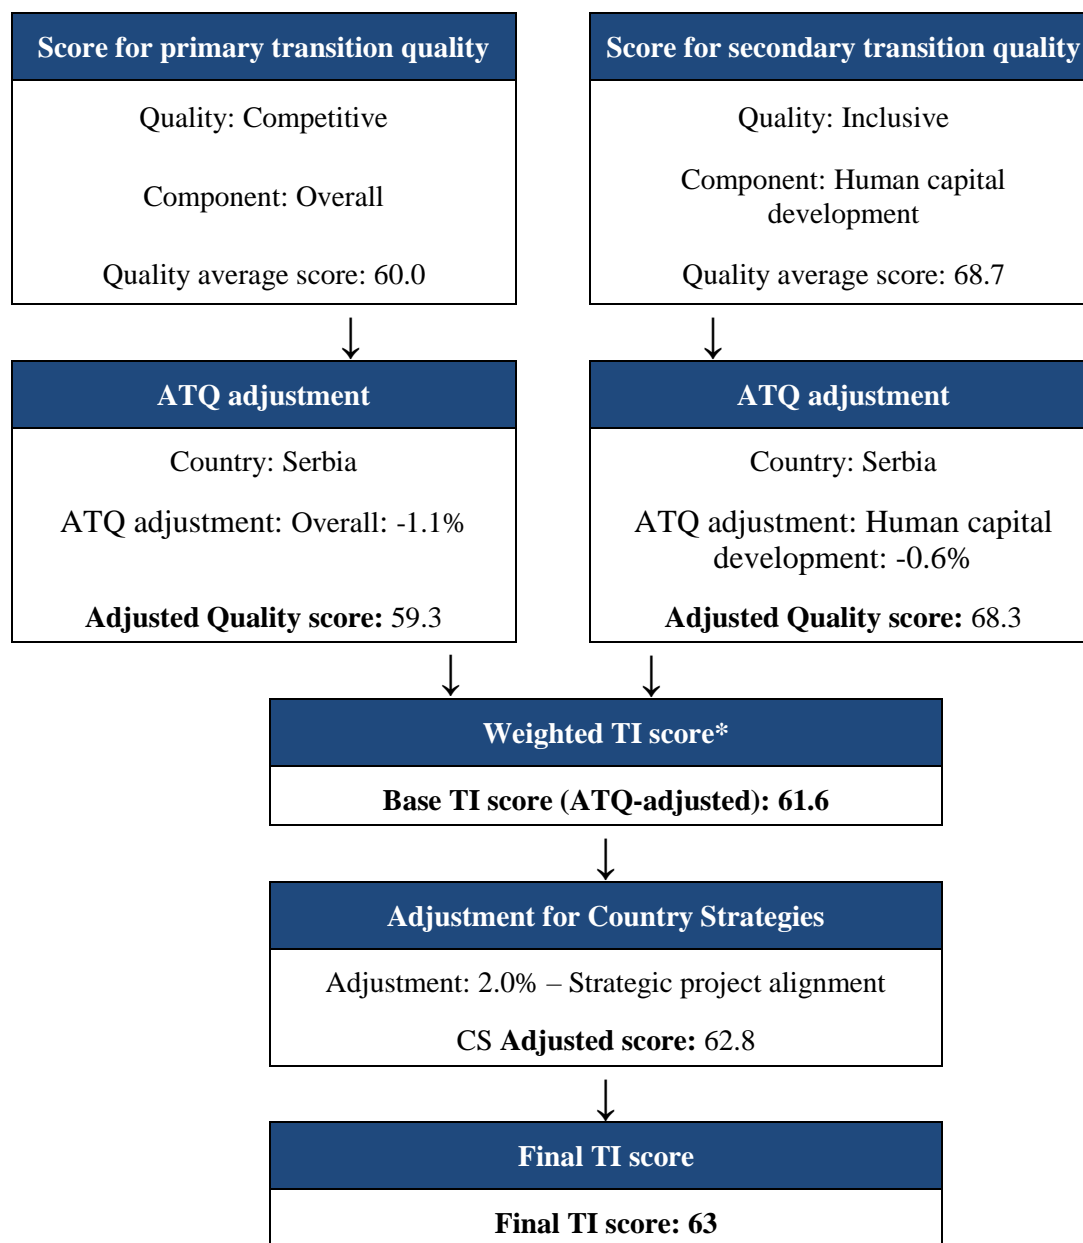 Score for primary transition quality
Quality: Competitive
Component: Overall
Quality average score: 60.0
Score for secondary transition quality
Quality: Inclusive
Component: Human capital
development
Quality average score: 68.7
↓
↓
ATQ adjustment
Country: Serbia
ATQ adjustment: Overall: -1.1%
Adjusted Quality score: 59.3
ATQ adjustment
Country: Serbia
ATQ adjustment: Human capital
development: -0.6%
Adjusted Quality score: 68.3
↓
↓
Weighted TI score*
Base TI score (ATQ-adjusted): 61.6
↓
Adjustment for Country Strategies
Adjustment: 2.0% – Strategic project alignment
CS Adjusted score: 62.8
↓
Final TI score
Final TI score: 63